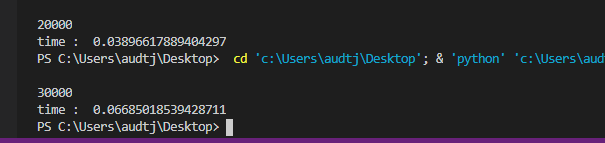 20000
time :  0.03896617889404297
PS C:\Users\audtj\Desktop>  cd 'c:\Users\audtj\Desktop'; & 'python' 'c:\Users\aud
30000
time :  0.06685018539428711
PS C:\Users\audtj\Desktop>